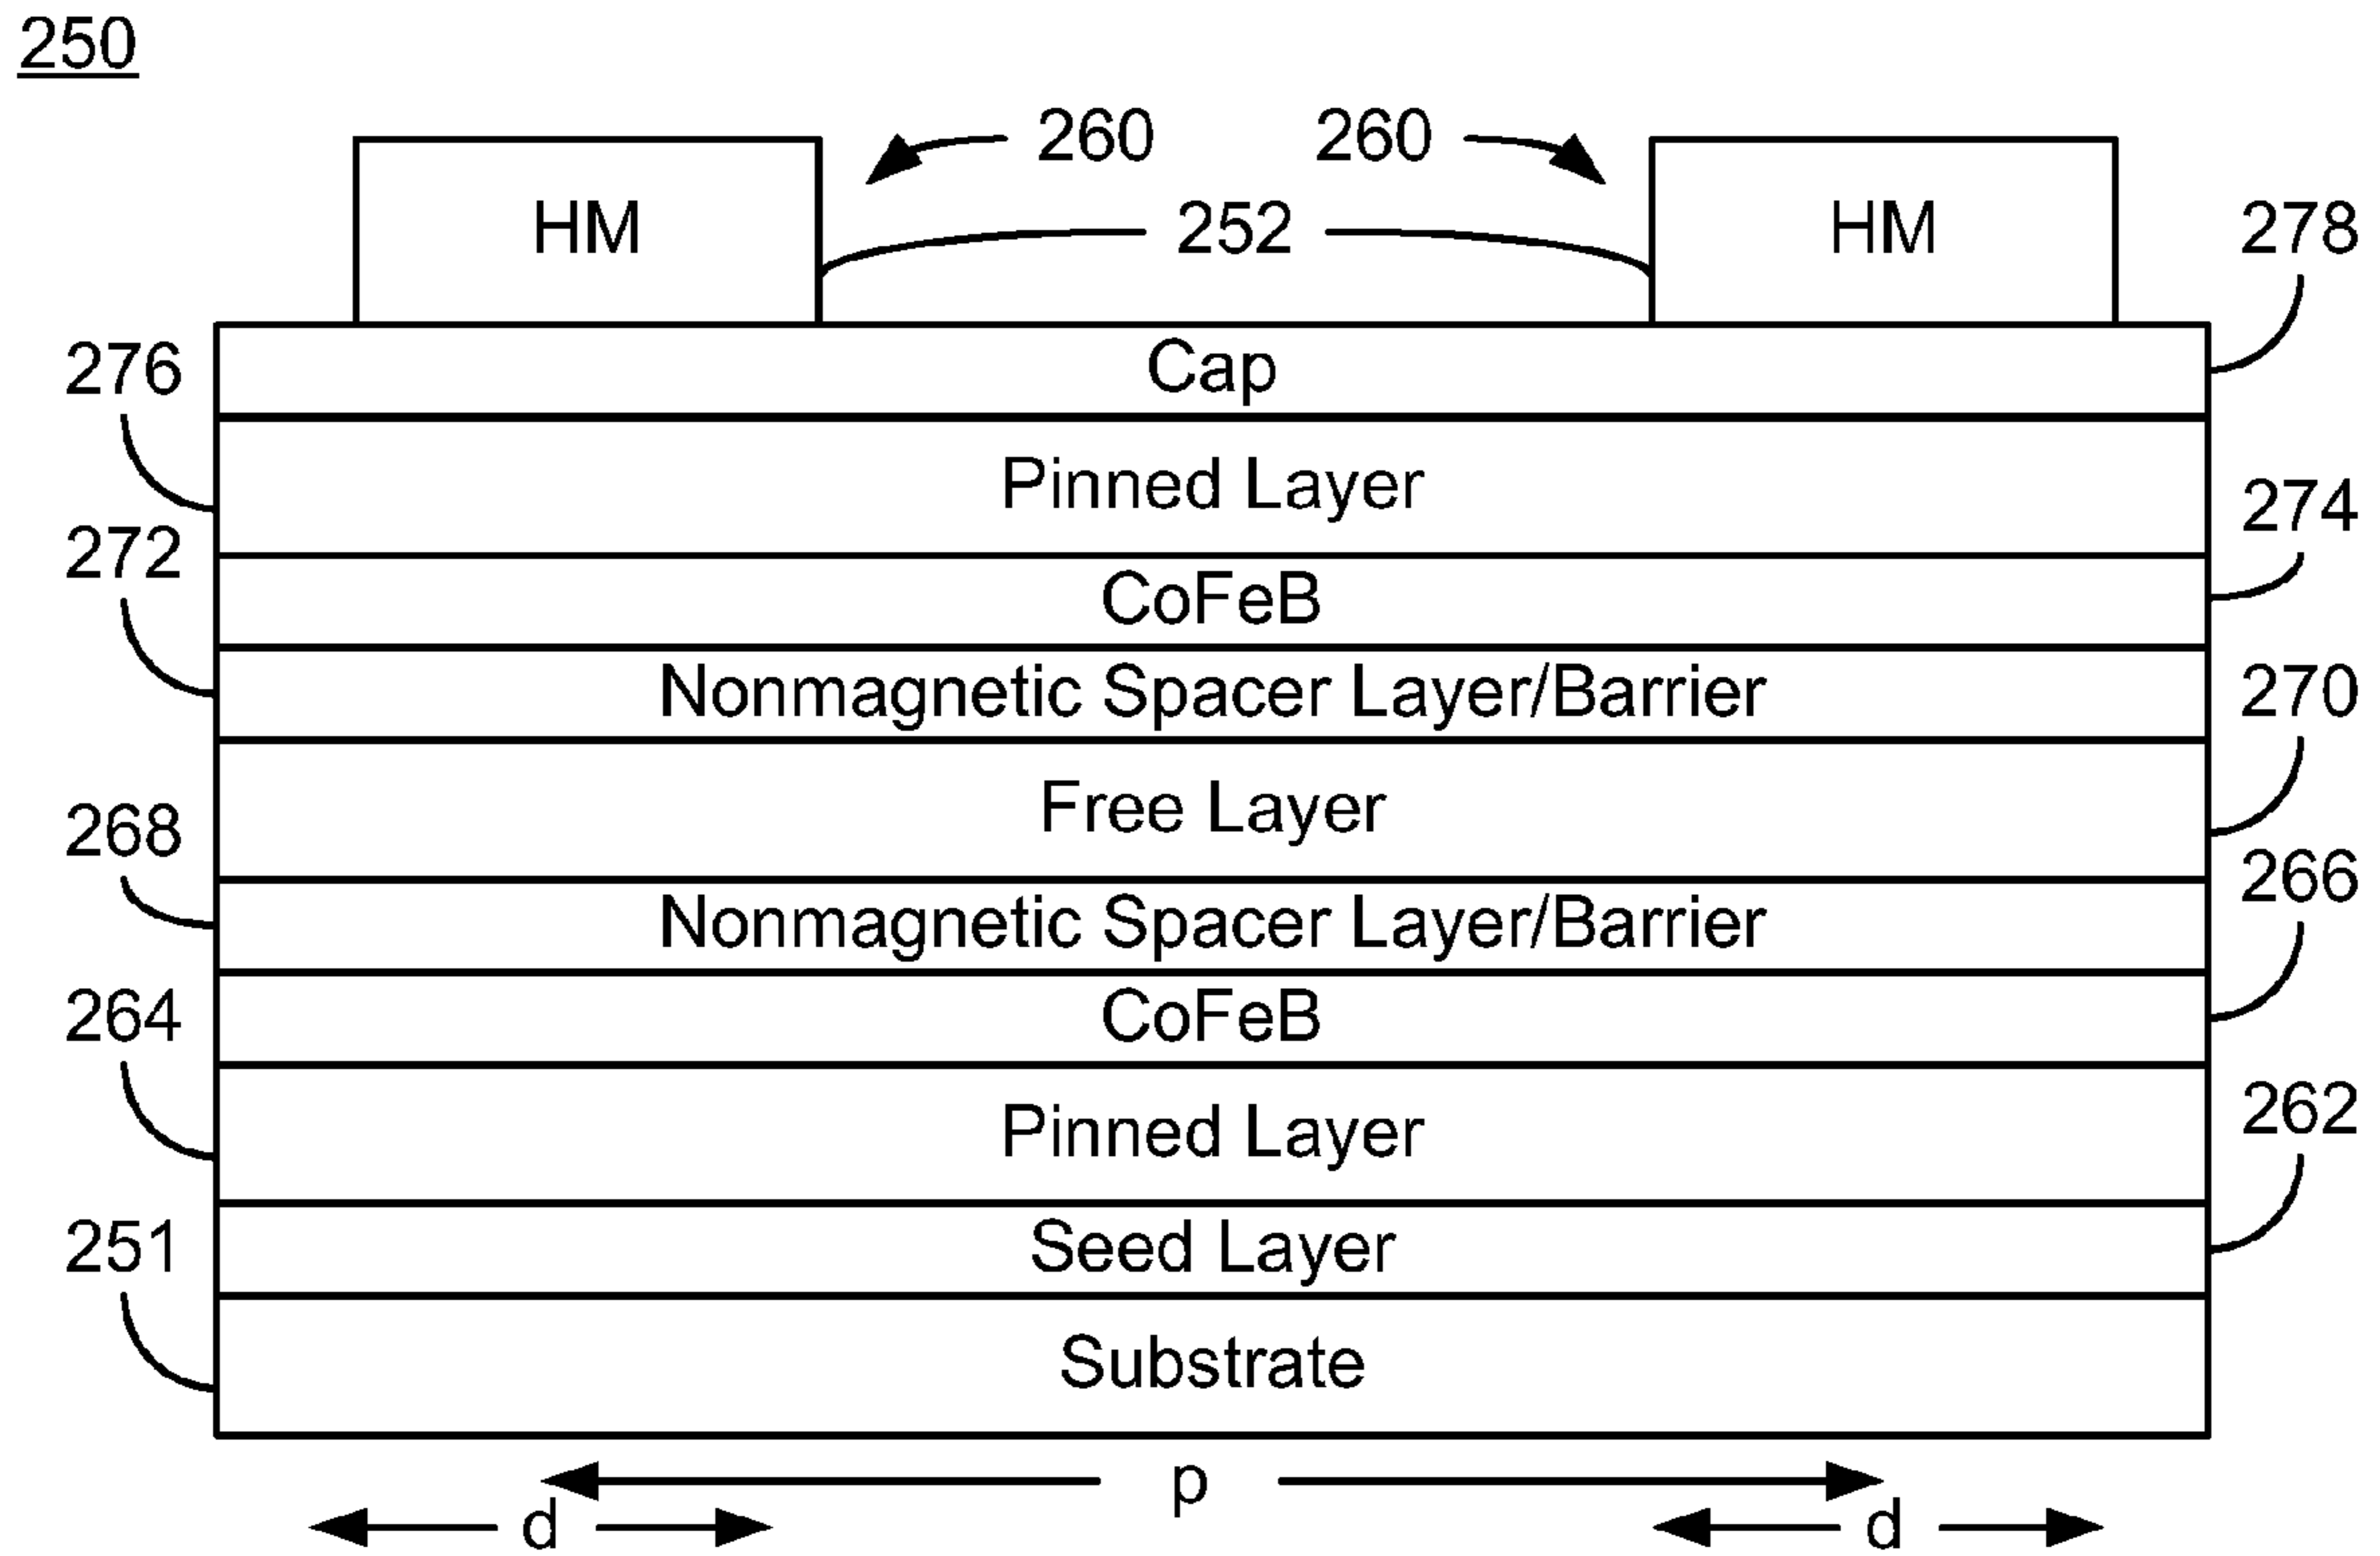 250
260 260
HM 252 HM 278
276 Cap
Pinned Layer 274
272 CoFeB
Nonmagnetic Spacer Layer/Barrier 270
Free Layer
268 266
Nonmagnetic Spacer Layer/Barrier
264 CoFeB
Pinned Layer 262
251 Seed Layer
Substrate
p
d d